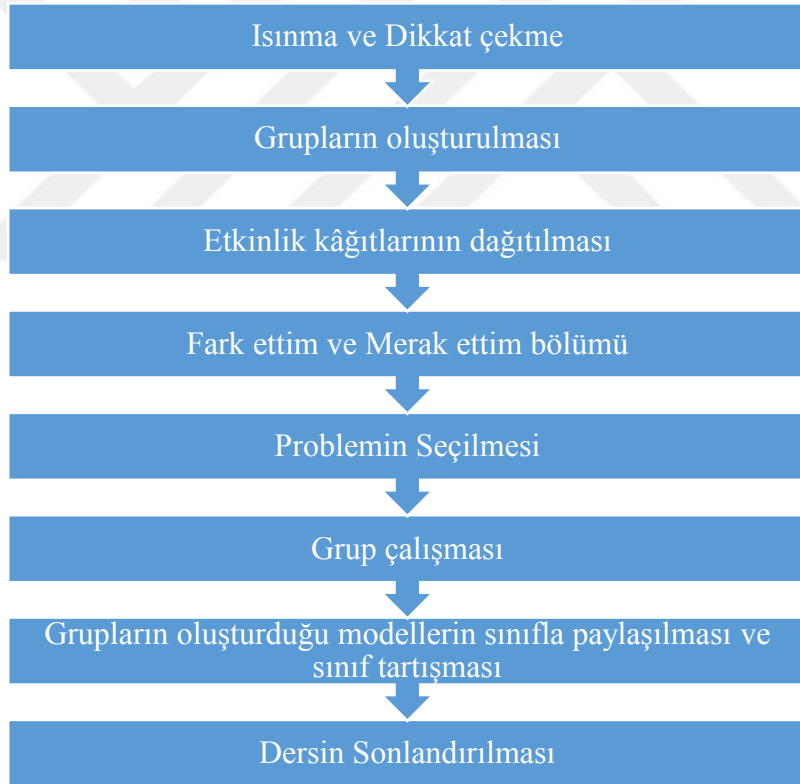 Isınma ve Dikkat çekme
Grupların oluşturulması
Etkinlik kâğıtlarının dağıtılması
Fark ettim ve Merak ettim bölümü
Problemin Seçilmesi
Grup çalışması
Grupların oluşturduğu modellerin sınıfla paylaşılması ve
sınıf tartışması
Dersin Sonlandırılması